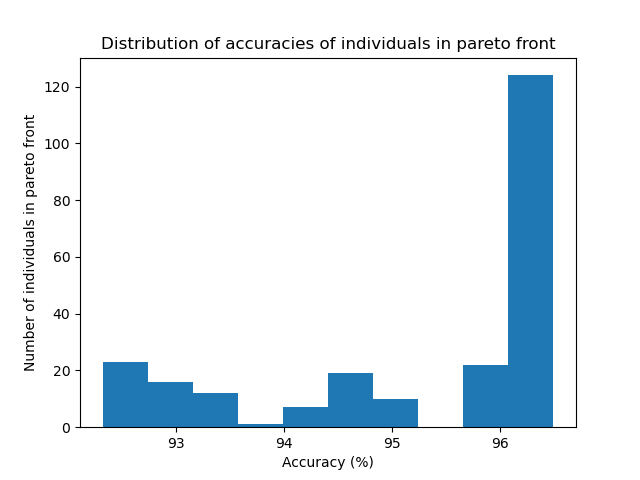 Distribution of accuracies of individuals in pareto front
120
100
80
60
40
20
0
Number of individuals in pareto front
93 94 95 96
Accuracy (%)